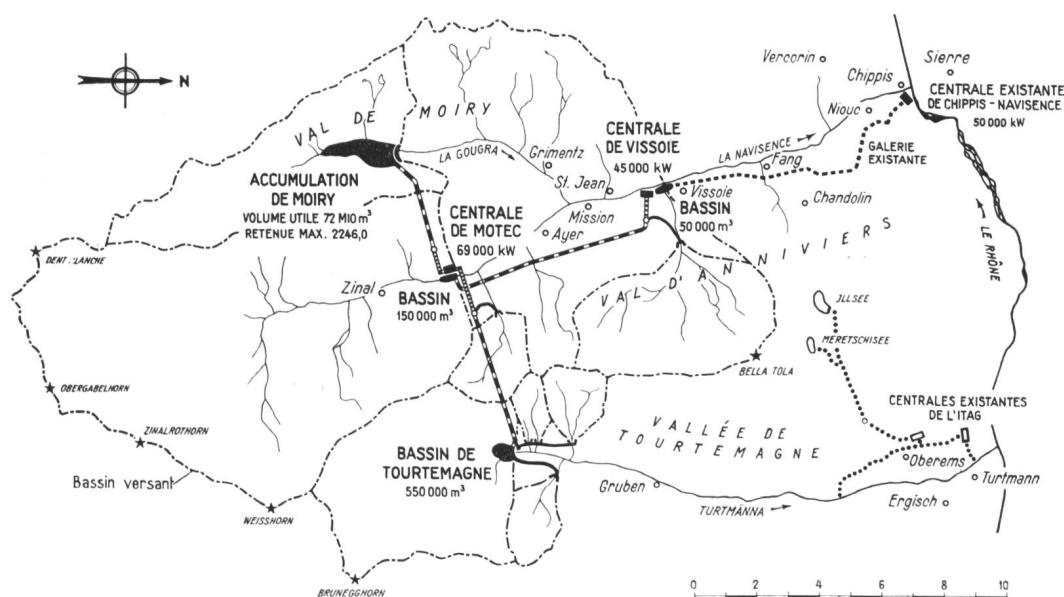 N
VAL DE
MOIRY
LA GOUGRA
Grimentz
St. Jean
Mission
Ayer
Vercorin
Sierre
Chippis
Niouc
CENTRALE EXISTANTE
DE CHIPPIS - NAVISENCE
50 000 kW
GALERIE
EXISTANTE
LA NAVISENCE
Fang
Chandolin
CENTRALE
DE VISSOIE
45 000 kW
Vissoie
BASSIN
50 000 m³
ACCUMULATION
DE MOIRY
VOLUME UTILE 72 MIO m³
RETENUE MAX. 2246,0
CENTRALE
DE MOTEC
69 000 kW
VAL D'ANNIVIERS
LE RHÔNE
DENT BLANCHE
Zinal
BASSIN
150 000 m³
ILLSEE
MERETSCHISEE
BELLA TOLA
OBERGABELHORN
ZINALROTHORN
Bassin versant
WEISSHORN
BRUNEGGHORN
BASSIN DE
TOURTEMAGNE
550 000 m³
VALLÉE DE
TOURTEMAGNE
CENTRALES EXISTANTES
DE L'ITAG
Oberems
Turtmann
Gruben
TURTMÄNNA
Ergisch
0 2 4 6 8 10